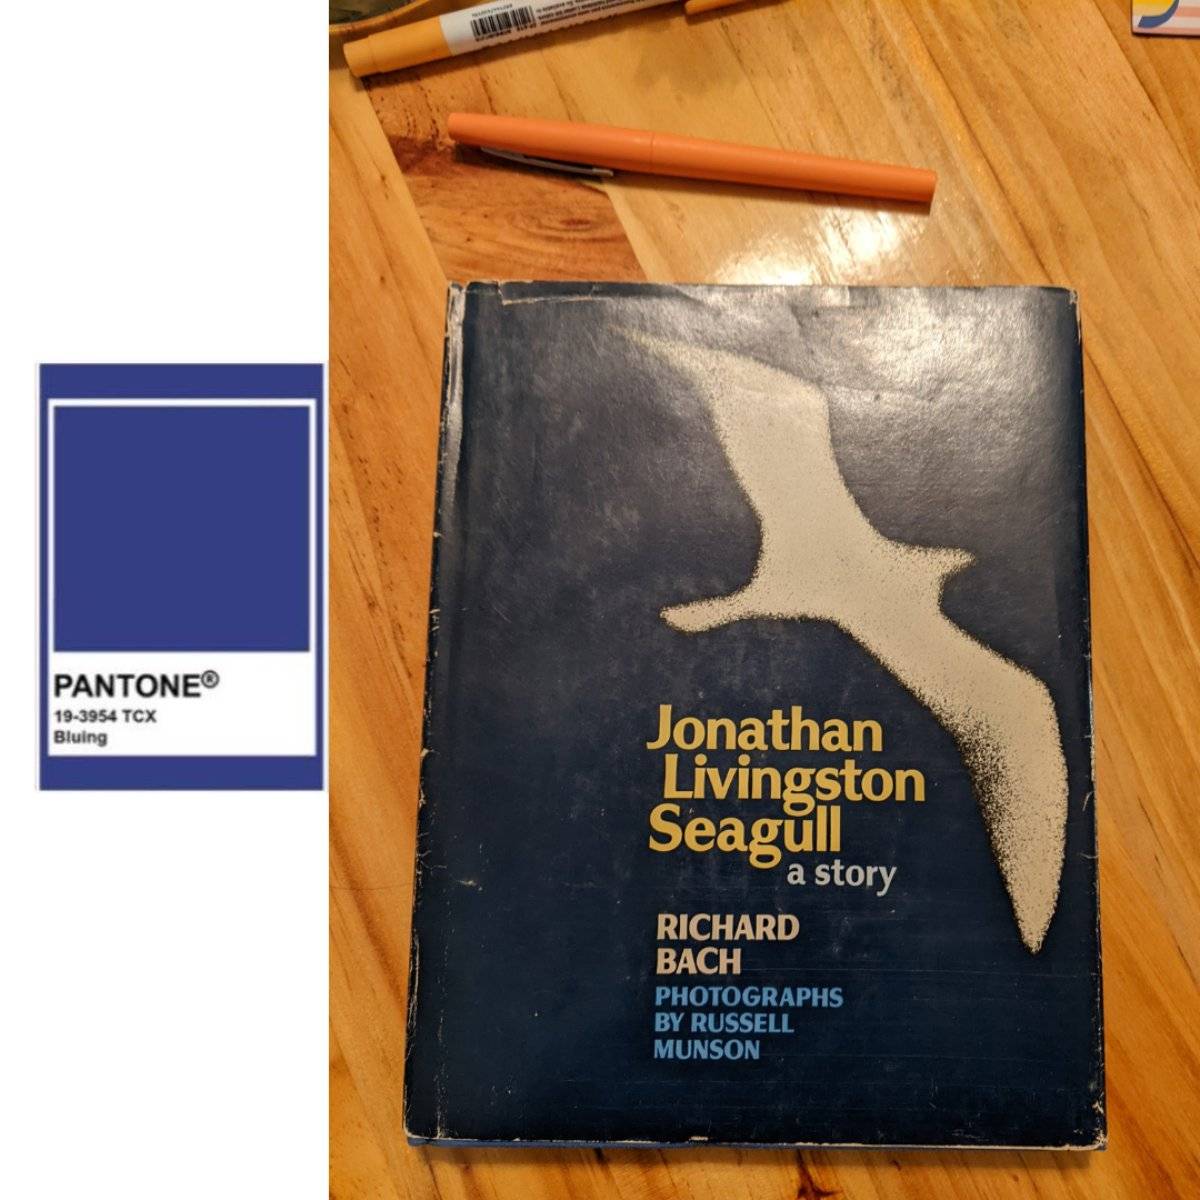 PANTONE®
19-3954 TCX
Bluing
Jonathan
Livingston
Seagull
a story
RICHARD
BACH
PHOTOGRAPHS
BY RUSSELL
MUNSON